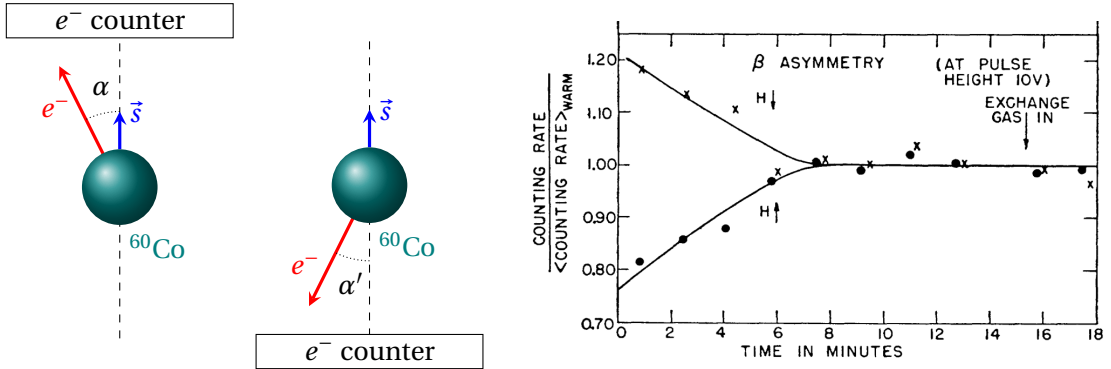 e⁻ counter
α
e⁻
s⃗
⁶⁰Co
s⃗
⁶⁰Co
e⁻
α′
e⁻ counter
1.20
1.10
1.00
0.90
0.80
0.70
COUNTING RATE
<COUNTING RATE>WARM
β ASYMMETRY
(AT PULSE
HEIGHT 10V)
H
EXCHANGE
GAS IN
H
0 2 4 6 8 10 12 14 16 18
TIME IN MINUTES